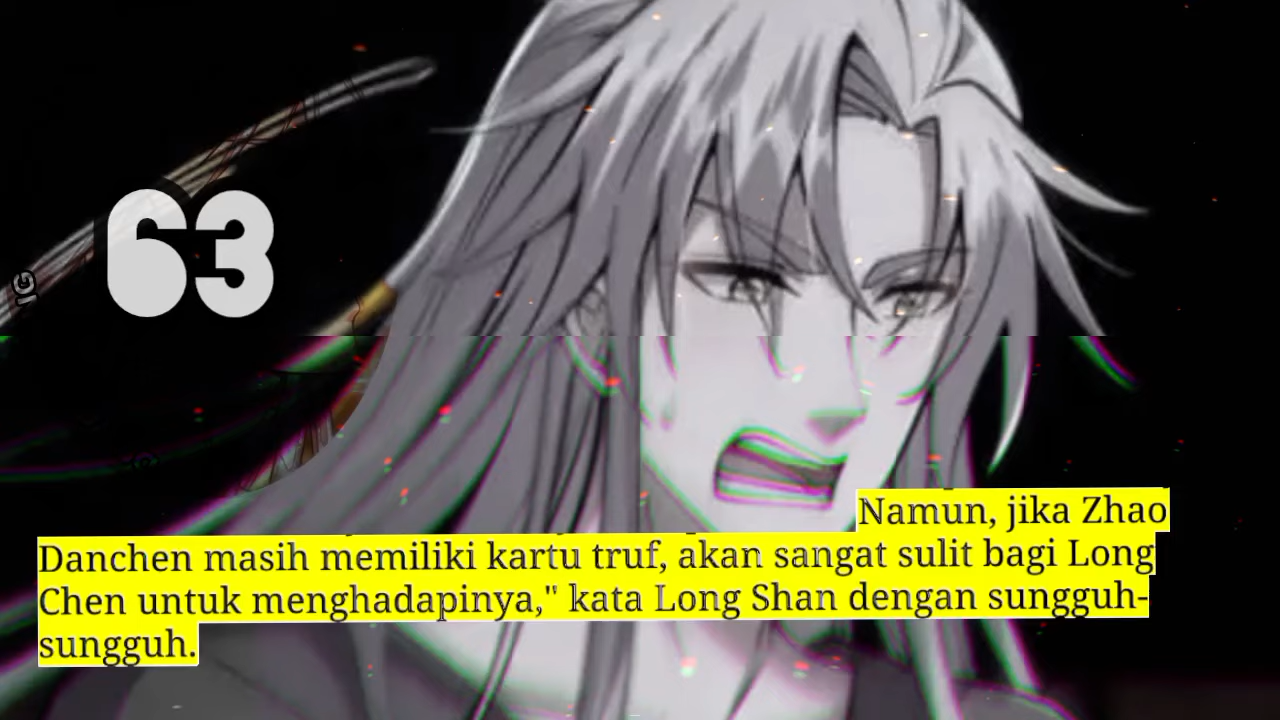 63
IG
Namun, jika Zhao
Danchen masih memiliki kartu truf, akan sangat sulit bagi Long
Chen untuk menghadapinya," kata Long Shan dengan sungguh-
sungguh.